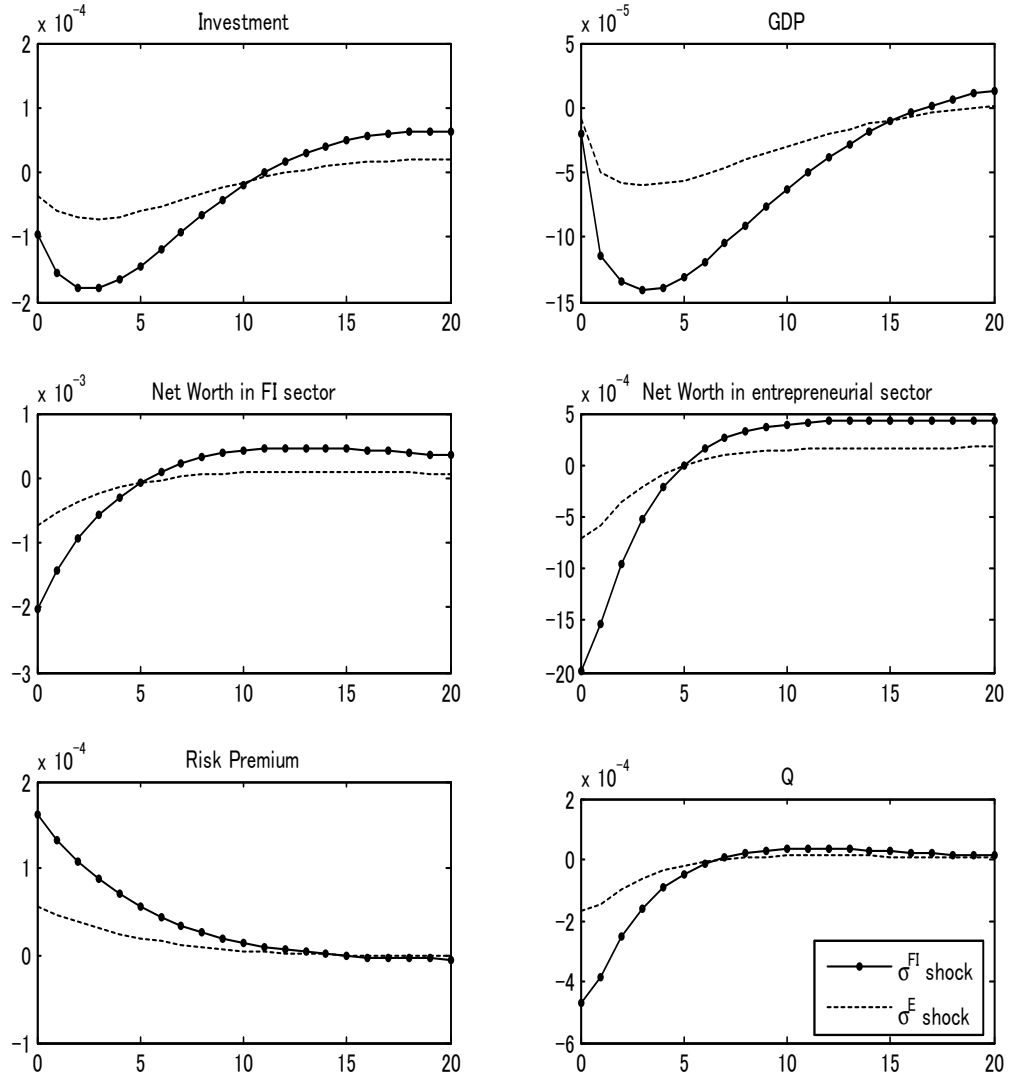 x 10^-4
Investment
2
1
0
-1
-2
0 5 10 15 20
x 10^-5
GDP
5
0
-5
-10
-15
0 5 10 15 20
x 10^-3
Net Worth in FI sector
1
0
-1
-2
-3
0 5 10 15 20
x 10^-4
Net Worth in entrepreneurial sector
5
0
-5
-10
-15
-20
0 5 10 15 20
x 10^-4
Risk Premium
2
1
0
-1
0 5 10 15 20
x 10^-4
Q
2
0
-2
-4
-6
0 5 10 15 20
σ^FI shock
σ^E shock